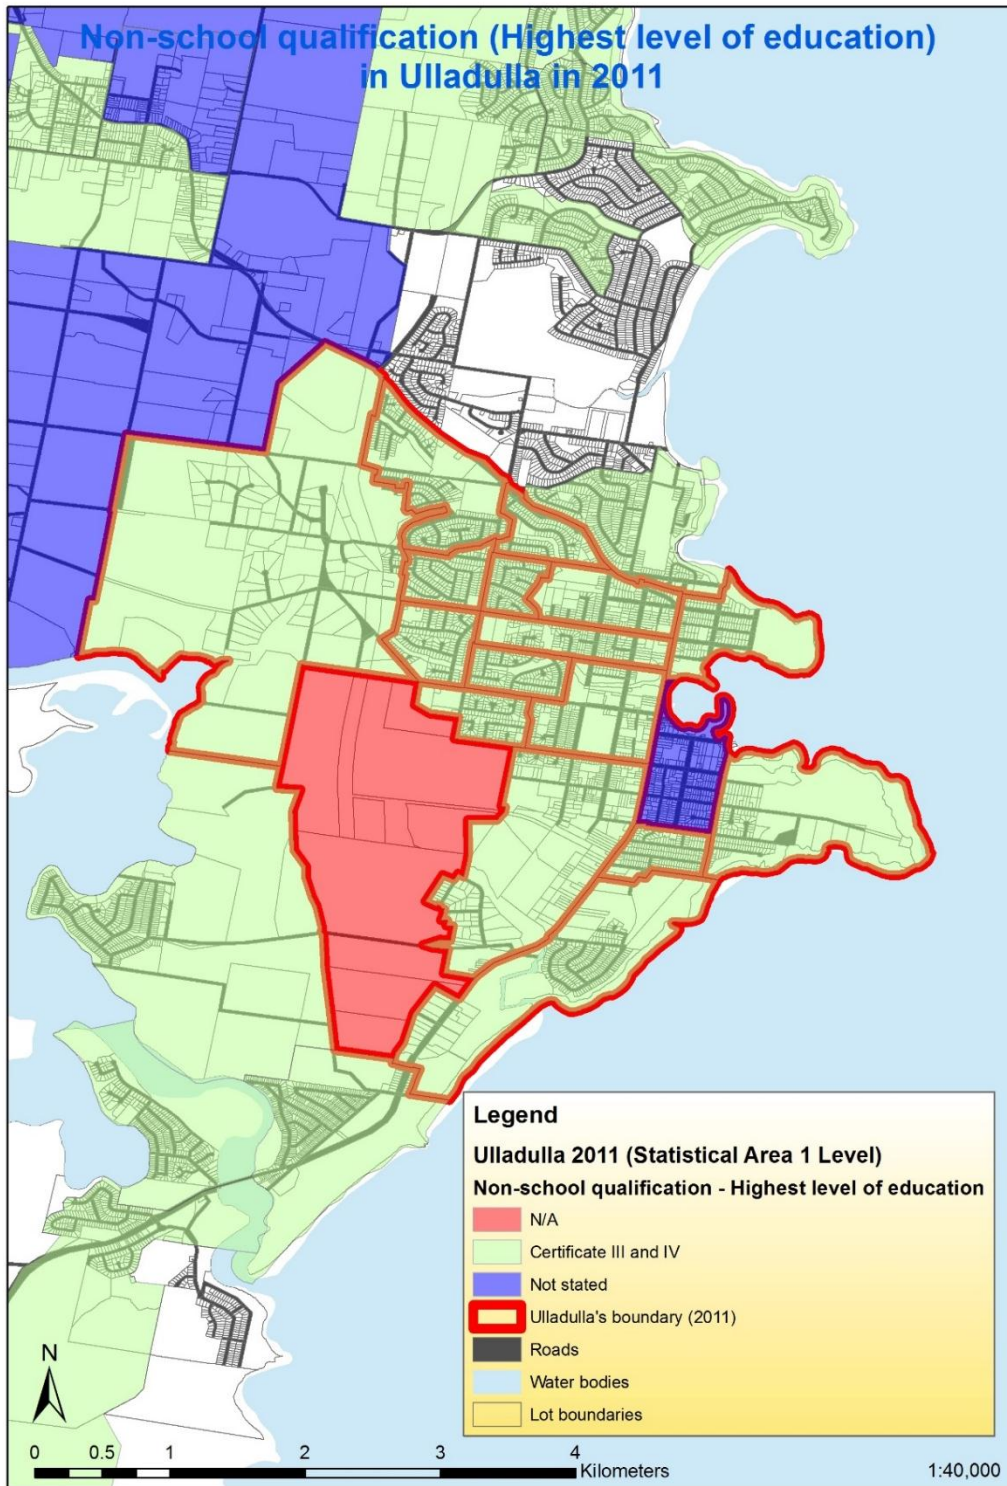 Non-school qualification (Highest level of education)
in Ulladulla in 2011
Legend
Ulladulla 2011 (Statistical Area 1 Level)
Non-school qualification - Highest level of education
N/A
Certificate III and IV
Not stated
Ulladulla's boundary (2011)
Roads
Water bodies
Lot boundaries
N
0 0.5 1 2 3 4
Kilometers
1:40,000